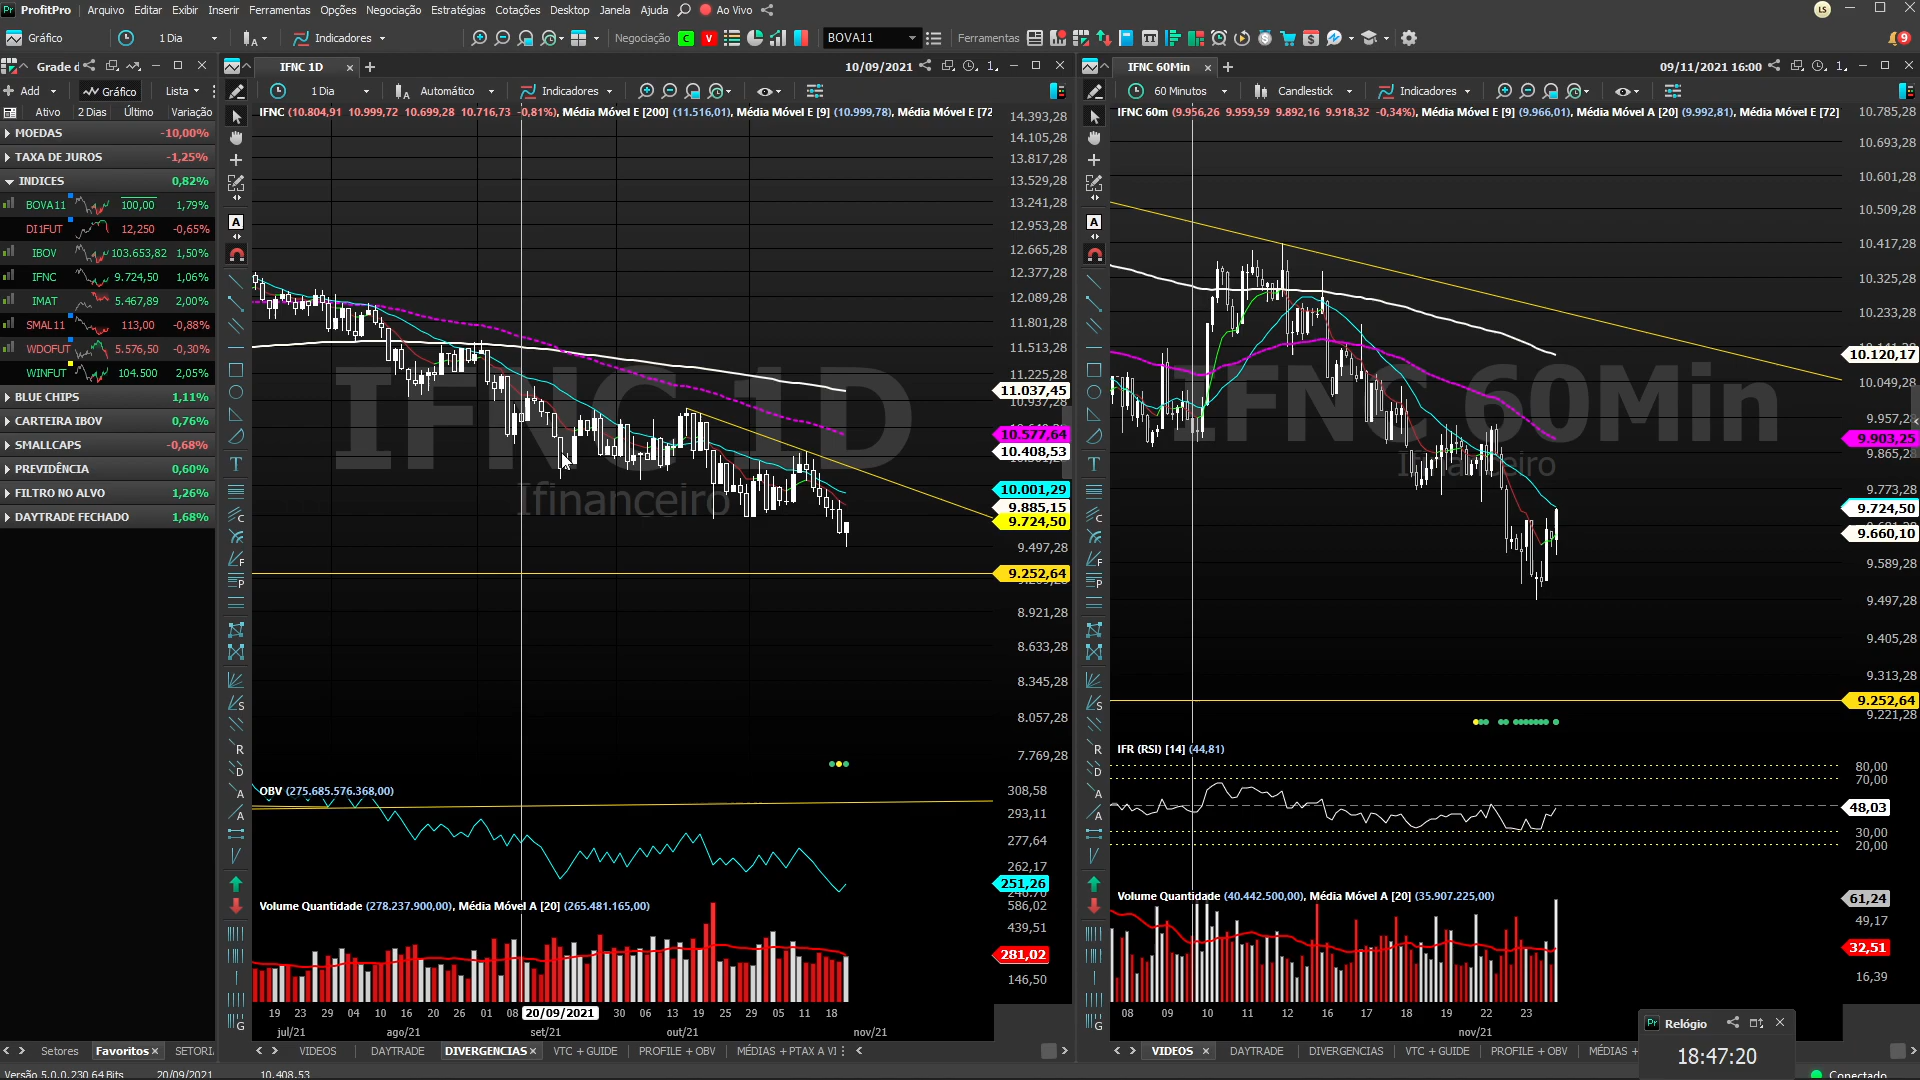 ProfitPro Arquivo Editar Exibir Inserir Ferramentas Opções Negociação Estratégias Cotações Desktop Janela Ajuda Ao Vivo LS
Gráfico 1 Dia Indicadores Negociação C V BOVA11 Ferramentas 9
Grade d
Add Gráfico Lista
Ativo 2 Dias Último Variação
MOEDAS -10,00%
TAXA DE JUROS -1,25%
INDICES 0,82%
BOVA11 100,00 1,79%
DI1FUT 12,250 -0,65%
IBOV 103.653,82 1,50%
IFNC 9.724,50 1,06%
IMAT 5.467,89 2,00%
SMAL11 113,00 -0,88%
WDOFUT 5.576,50 -0,30%
WINFUT 104.500 2,05%
BLUE CHIPS 1,11%
CARTEIRA IBOV 0,76%
SMALLCAPS -0,68%
PREVIDÊNCIA 0,60%
FILTRO NO ALVO 1,26%
DAYTRADE FECHADO 1,68%
Setores Favoritos SETORI
IFNC 1D 10/09/2021 1
1 Dia Automático Indicadores
IFNC (10.804,91 10.999,72 10.699,28 10.716,73 -0,81%), Média Móvel E [200] (11.516,01), Média Móvel E [9] (10.999,78), Média Móvel E [72
14.393,28
14.105,28
13.817,28
13.529,28
13.241,28
12.953,28
12.665,28
12.377,28
12.089,28
11.801,28
11.513,28
11.225,28
11.037,45
10.937,28
10.577,64
10.408,53
10.001,29
9.885,15
9.724,50
9.497,28
9.252,64
8.921,28
8.633,28
8.345,28
8.057,28
7.769,28
IFNC 1D
Ifinanceiro
OBV (275.685.576.368,00)
308,58
293,11
277,64
262,17
251,26
Volume Quantidade (278.237.900,00), Média Móvel A [20] (265.481.165,00)
586,02
439,51
281,02
146,50
19 23 29 04 10 16 20 26 01 08 20/09/2021 30 06 13 19 25 29 05 11 18
jul/21 ago/21 set/21 out/21 nov/21
VIDEOS DAYTRADE DIVERGENCIAS VTC + GUIDE PROFILE + OBV MÉDIAS + PTAX A VI
IFNC 60Min 09/11/2021 16:00 1
60 Minutos Candlestick Indicadores
IFNC 60m (9.956,26 9.959,59 9.892,16 9.918,32 -0,34%), Média Móvel E [9] (9.966,01), Média Móvel A [20] (9.992,81), Média Móvel E [72]
10.785,28
10.693,28
10.601,28
10.509,28
10.417,28
10.325,28
10.233,28
10.120,17
10.049,28
9.957,28
9.903,25
9.865,28
9.773,28
9.724,50
9.660,10
9.589,28
9.497,28
9.405,28
9.313,28
9.252,64
9.221,28
IFNC 60Min
Ifinanceiro
IFR (RSI) [14] (44,81)
80,00
70,00
48,03
30,00
20,00
Volume Quantidade (40.442.500,00), Média Móvel A [20] (35.907.225,00)
61,24
49,17
32,51
16,39
08 09 10 11 12 16 17 18 19 22 23
nov/21
VIDEOS DAYTRADE DIVERGENCIAS VTC + GUIDE PROFILE + OBV MÉDIAS +
Relógio
18:47:20
Versão 5.0.0.230 64 Bits 20/09/2021 10.408,53 Conectado